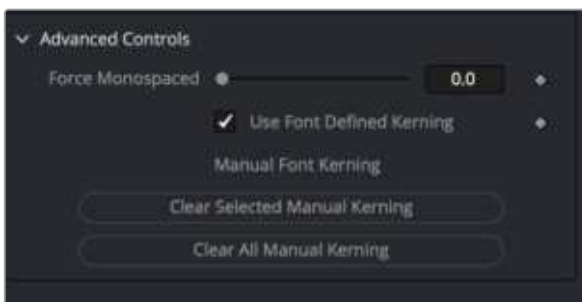 Advanced Controls
Force Monospaced 0.0
Use Font Defined Kerning
Manual Font Kerning
Clear Selected Manual Kerning
Clear All Manual Kerning